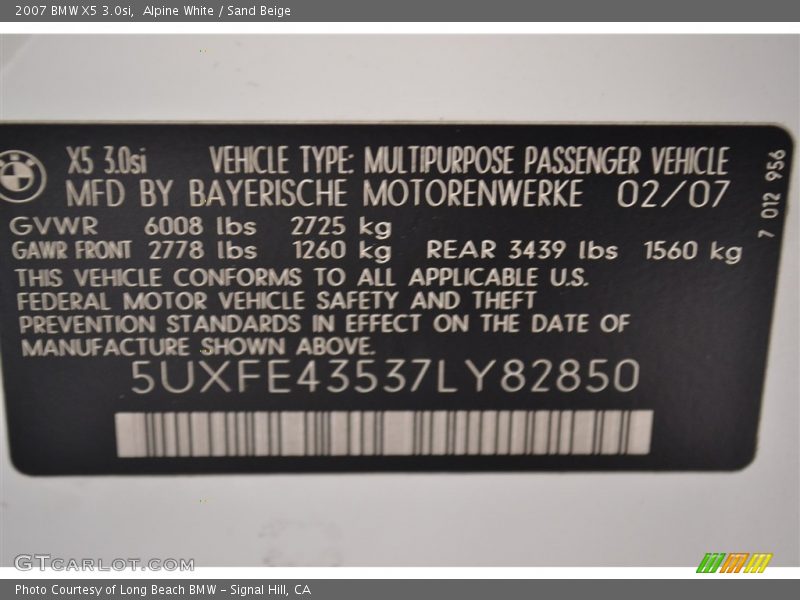 2007 BMW X5 3.0si, Alpine White / Sand Beige
X5 3.0si VEHICLE TYPE: MULTIPURPOSE PASSENGER VEHICLE
MFD BY BAYERISCHE MOTORENWERKE 02/07
GVWR 6008 lbs 2725 kg
GAWR FRONT 2778 lbs 1260 kg REAR 3439 lbs 1560 kg
THIS VEHICLE CONFORMS TO ALL APPLICABLE U.S.
FEDERAL MOTOR VEHICLE SAFETY AND THEFT
PREVENTION STANDARDS IN EFFECT ON THE DATE OF
MANUFACTURE SHOWN ABOVE.
5UXFE43537LY82850
7 012 956
GTCARLOT.COM
Photo Courtesy of Long Beach BMW - Signal Hill, CA